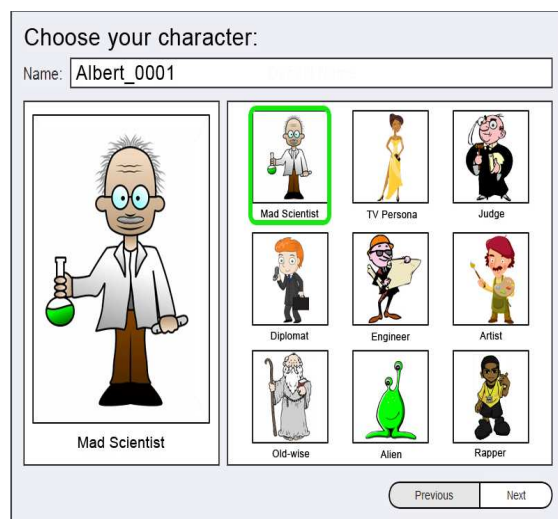 Choose your character:
Name: Albert_0001
Mad Scientist
Mad Scientist TV Persona Judge
Diplomat Engineer Artist
Old-wise Alien Rapper
Previous Next